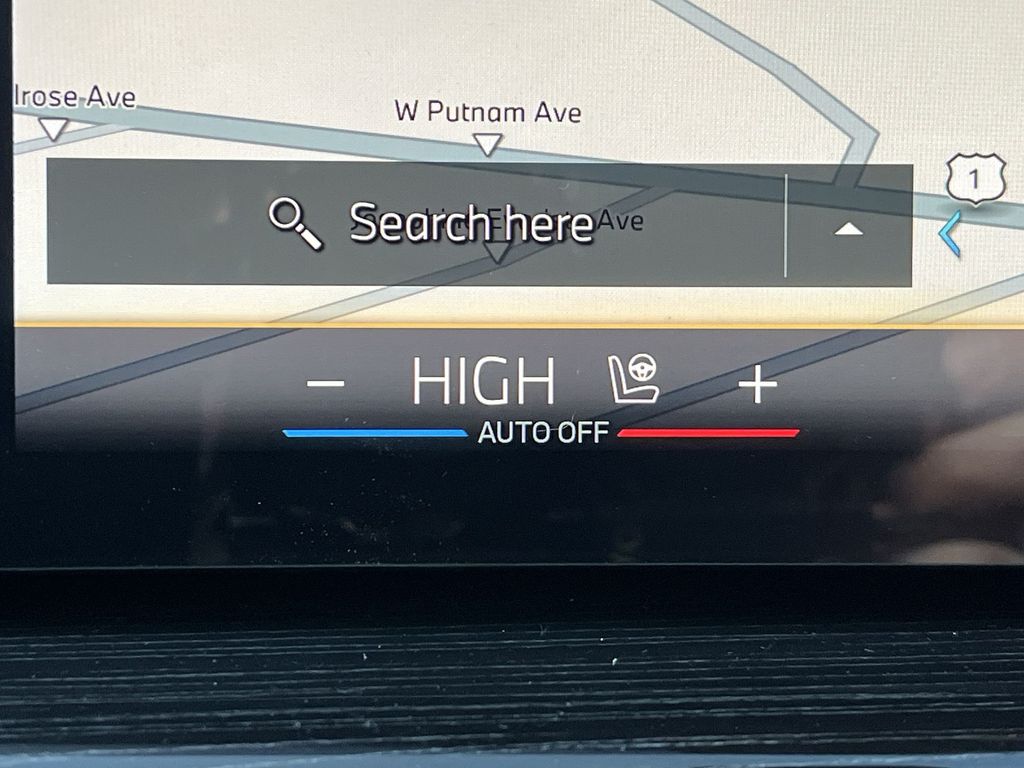 lrose Ave
W Putnam Ave
1
Search here
Ave
− HIGH +
AUTO OFF